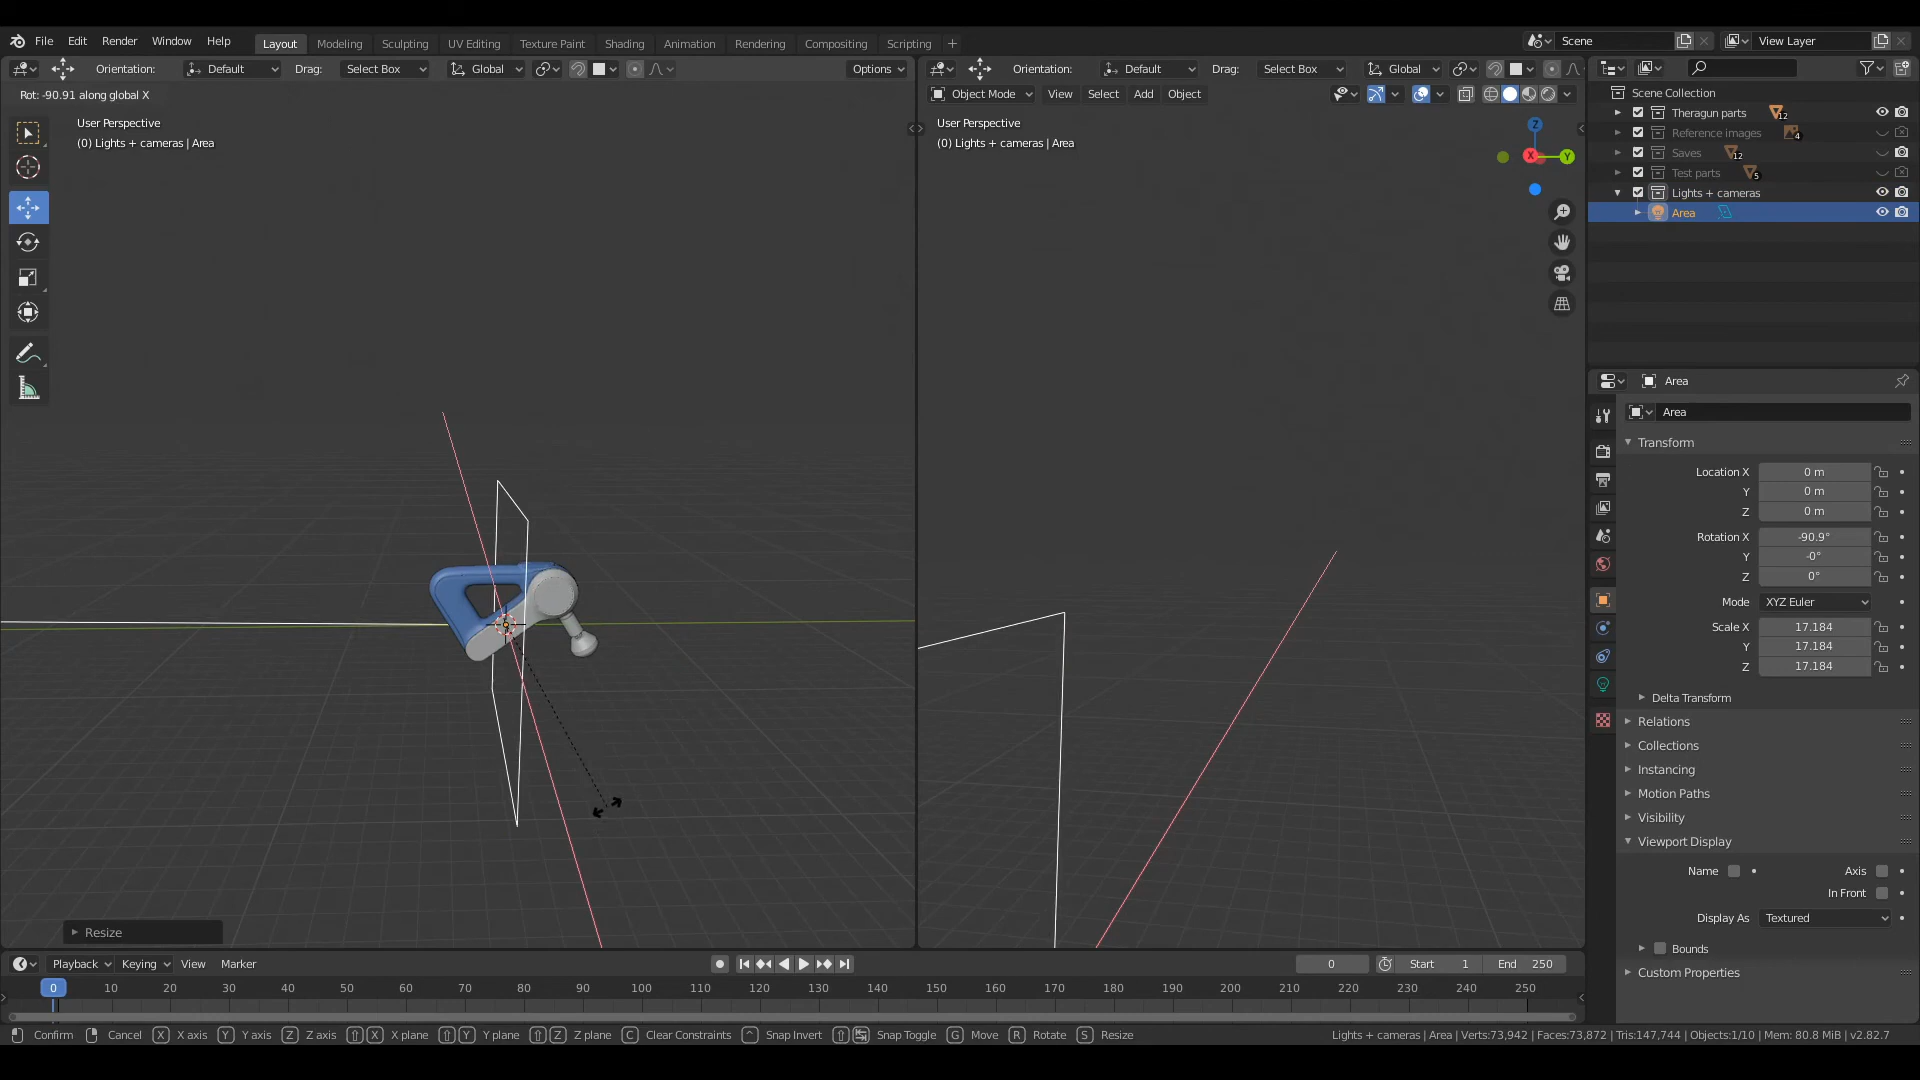 File Edit Render Window Help Layout Modeling Sculpting UV Editing Texture Paint Shading Animation Rendering Compositing Scripting + Scene View Layer
Orientation: Default Drag: Select Box Global Options
Orientation: Default Drag: Select Box Global
Rot: -90.91 along global X
Object Mode View Select Add Object
User Perspective
(0) Lights + cameras | Area
User Perspective
(0) Lights + cameras | Area
Z
X
Y
Scene Collection
Theragun parts 12
Reference images 4
Saves 12
Test parts 5
Lights + cameras
Area
Area
Area
Transform
Location X 0 m
Y 0 m
Z 0 m
Rotation X -90.9°
Y -0°
Z 0°
Mode XYZ Euler
Scale X 17.184
Y 17.184
Z 17.184
Delta Transform
Relations
Collections
Instancing
Motion Paths
Visibility
Viewport Display
Name Axis
In Front
Display As Textured
Bounds
Custom Properties
Resize
Playback Keying View Marker 0 Start 1 End 250
0 10 20 30 40 50 60 70 80 90 100 110 120 130 140 150 160 170 180 190 200 210 220 230 240 250
Confirm Cancel X X axis Y Y axis Z Z axis X X plane Y Y plane Z Z plane C Clear Constraints ^ Snap Invert Snap Toggle G Move R Rotate S Resize Lights + cameras | Area | Verts:73,942 | Faces:73,872 | Tris:147,744 | Objects:1/10 | Mem: 80.8 MiB | v2.82.7